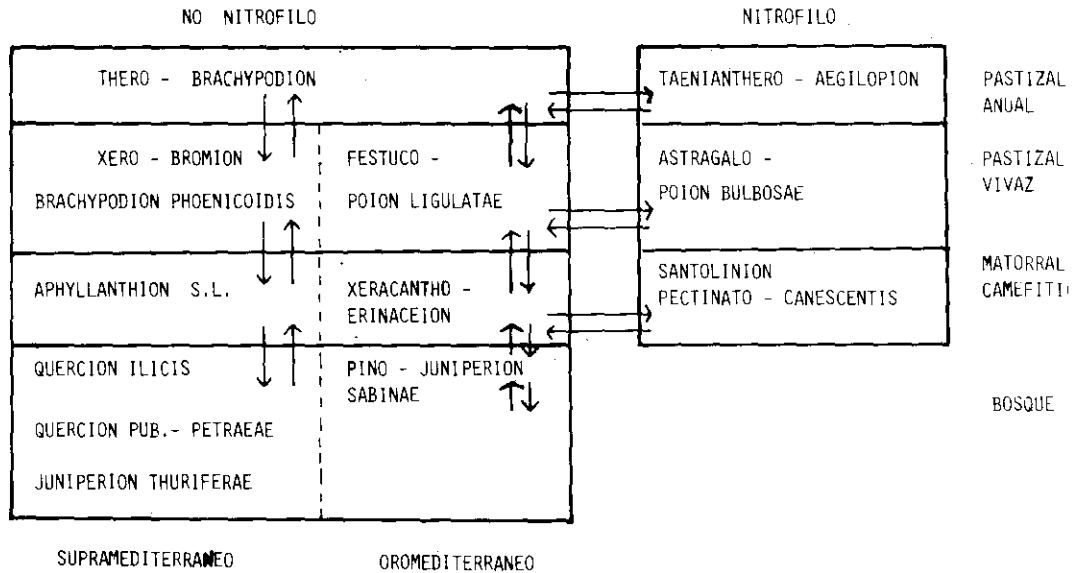 NO NITROFILO
NITROFILO
THERO - BRACHYPODION
TAENIANTHERO - AEGILOPION
PASTIZAL
ANUAL
XERO - BROMION
BRACHYPODION PHOENICOIDIS
FESTUCO -
POION LIGULATAE
ASTRAGALO -
POION BULBOSAE
PASTIZAL
VIVAZ
APHYLLANTHION S.L.
XERACANTHO -
ERINACEION
SANTOLINION
PECTINATO - CANESCENTIS
MATORRAL
CAMEFITI
QUERCION ILICIS
QUERCION PUB.- PETRAEAE
JUNIPERION THURIFERAE
PINO - JUNIPERION
SABINAE
BOSQUE
SUPRAMEDITERRANEO
OROMEDITERRANEO